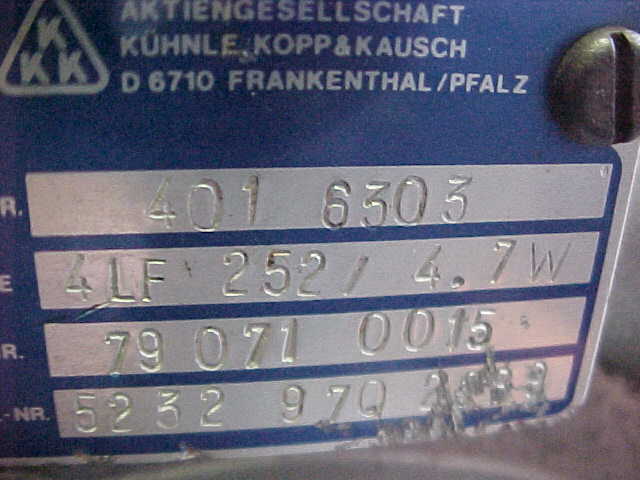 AKTIENGESELLSCHAFT
KÜHNLE, KOPP & KAUSCH
D 6710 FRANKENTHAL/PFALZ
KKK
R. 401 6303
E 4LF 252/ 4.7W
R. 79 071 0015
.-NR. 5232 970